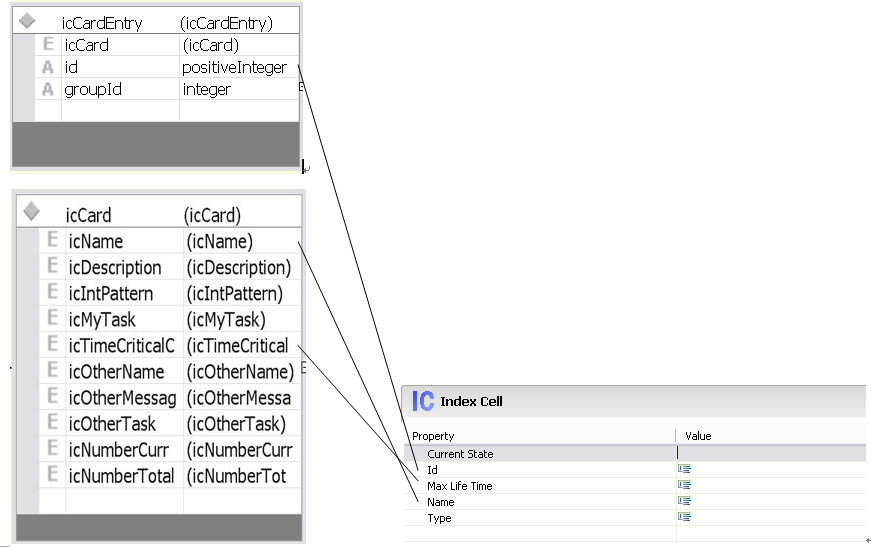 icCardEntry (icCardEntry)
E icCard (icCard)
A id positiveInteger
A groupId integer
icCard (icCard)
E icName (icName)
E icDescription (icDescription)
E icIntPattern (icIntPattern)
E icMyTask (icMyTask)
E icTimeCriticalC (icTimeCritical
E icOtherName (icOtherName)
E icOtherMessag (icOtherMessa
E icOtherTask (icOtherTask)
E icNumberCurr (icNumberCurr
E icNumberTotal (icNumberTot
IC Index Cell
Property Value
Current State
Id
Max Life Time
Name
Type